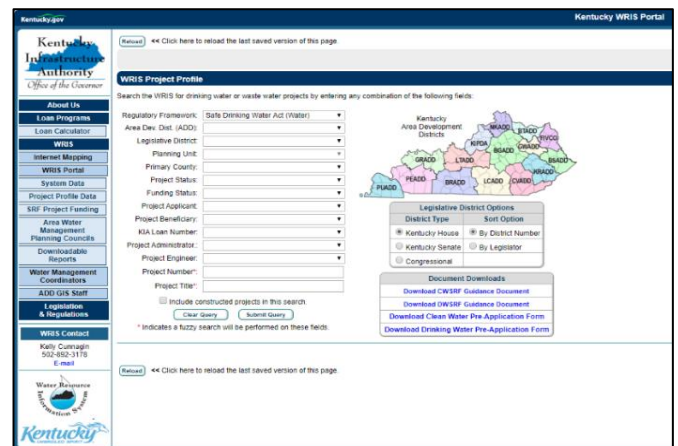 Kentucky.gov
Kentucky WRIS Portal
Kentucky
Infrastructure
Authority
Office of the Governor
About Us
Loan Programs
Loan Calculator
WRIS
Internet Mapping
WRIS Portal
System Data
Project Profile Data
SRF Project Funding
Area Water
Management
Planning Councils
Downloadable
Reports
Water Management
Coordinators
ADD GIS Staff
Legislation
& Regulations
WRIS Contact
Kelly Cunnagin
502-892-3178
E-mail
Water Resource
Information System
Kentucky
UNBRIDLED SPIRIT
Reload << Click here to reload the last saved version of this page.
WRIS Project Profile
Search the WRIS for drinking water or waste water projects by entering any combination of the following fields:
Regulatory Framework: Safe Drinking Water Act (Water)
Area Dev. Dist. (ADD):
Legislative District:
Planning Unit:
Primary County:
Project Status:
Funding Status:
Project Applicant:
Project Beneficiary:
KIA Loan Number:
Project Administrator:
Project Engineer:
Project Number*:
Project Title*:
Include constructed projects in this search.
Clear Query Submit Query
* Indicates a fuzzy search will be performed on these fields.
Kentucky
Area Development
Districts
NKADD
BTADD
FIVCO
KIPDA
BGADD
GWADD
BSADD
GRADD
LTADD
KRADD
PEADD
BRADD
LCADD
CVADD
PUADD
Legislative District Options
District Type Sort Option
Kentucky House By District Number
Kentucky Senate By Legislator
Congressional
Document Downloads
Download CWSRF Guidance Document
Download DWSRF Guidance Document
Download Clean Water Pre-Application Form
Download Drinking Water Pre-Application Form
Reload << Click here to reload the last saved version of this page.